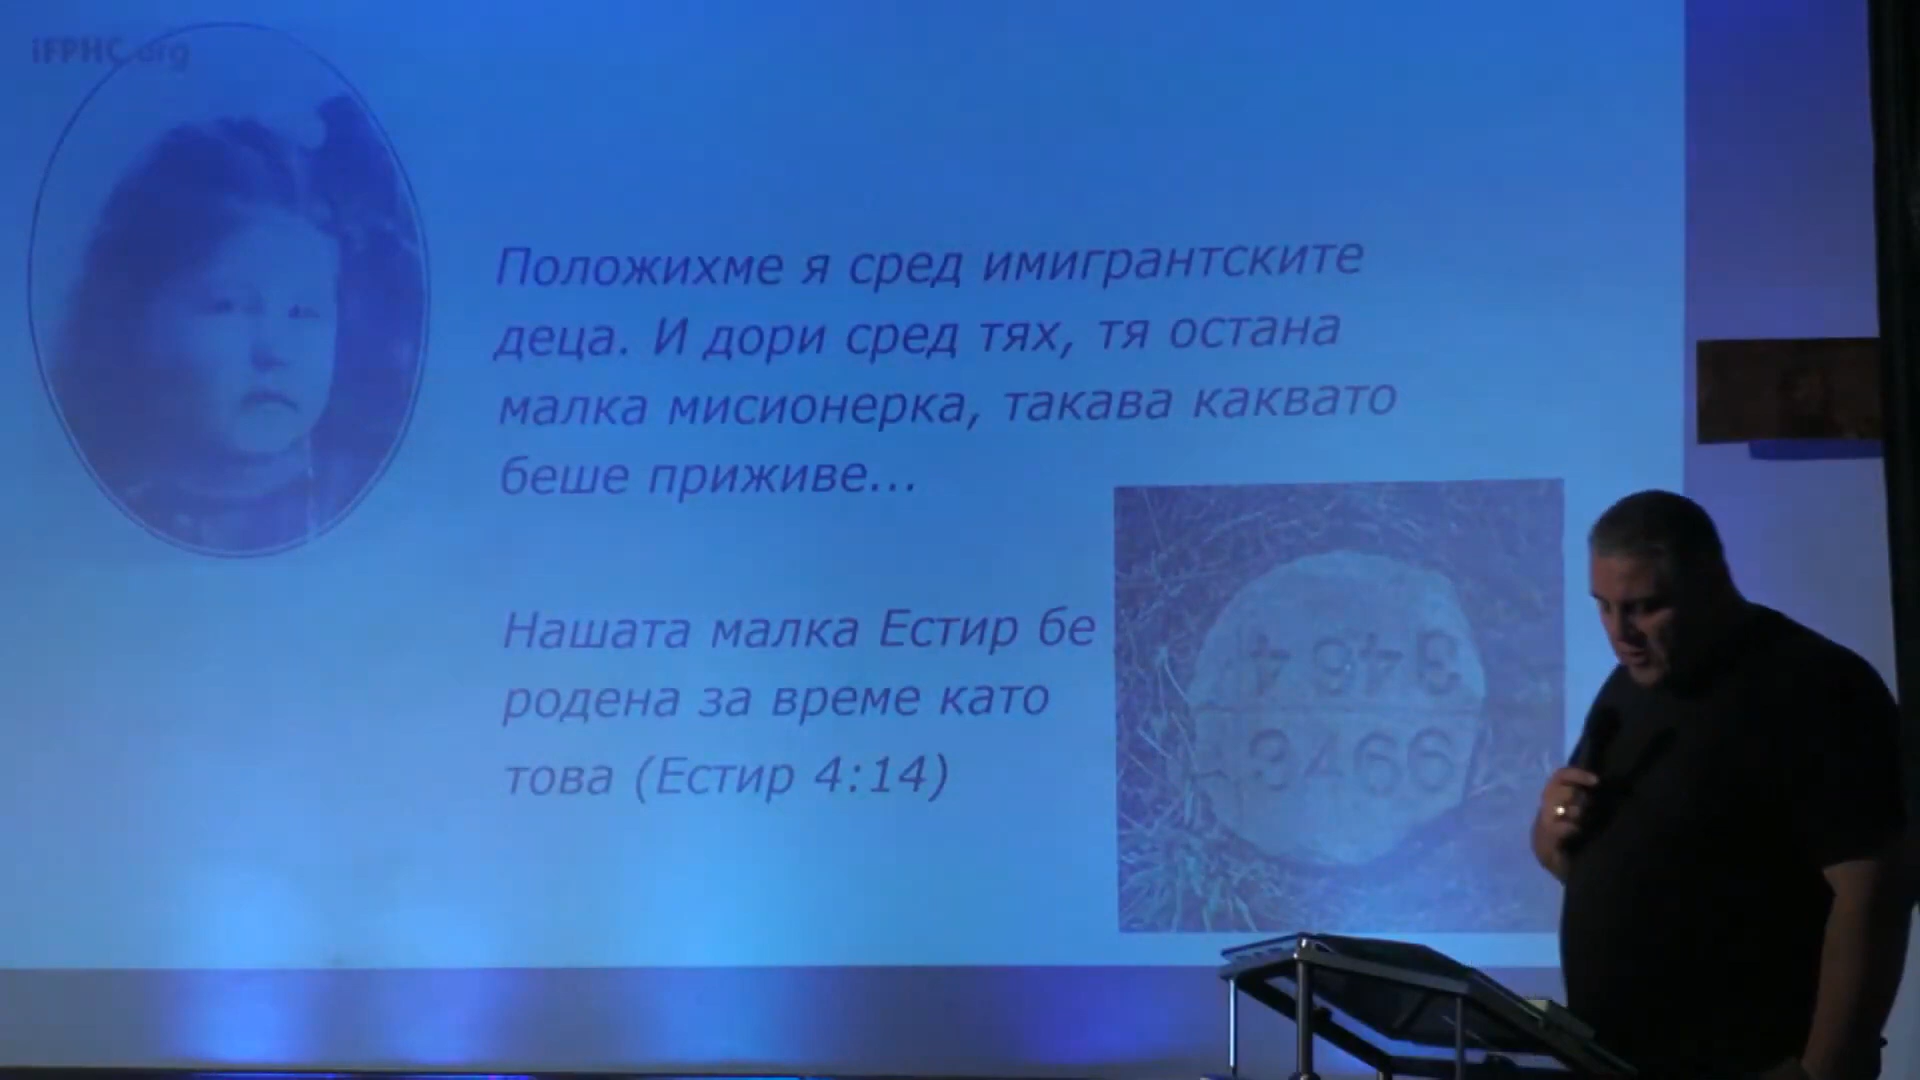 iFPHC.org
Положихме я сред имигрантските
деца. И дори сред тях, тя остана
малка мисионерка, такава каквато
беше приживе...
Нашата малка Естир бе
родена за време като
това (Естир 4:14)
3464
3466